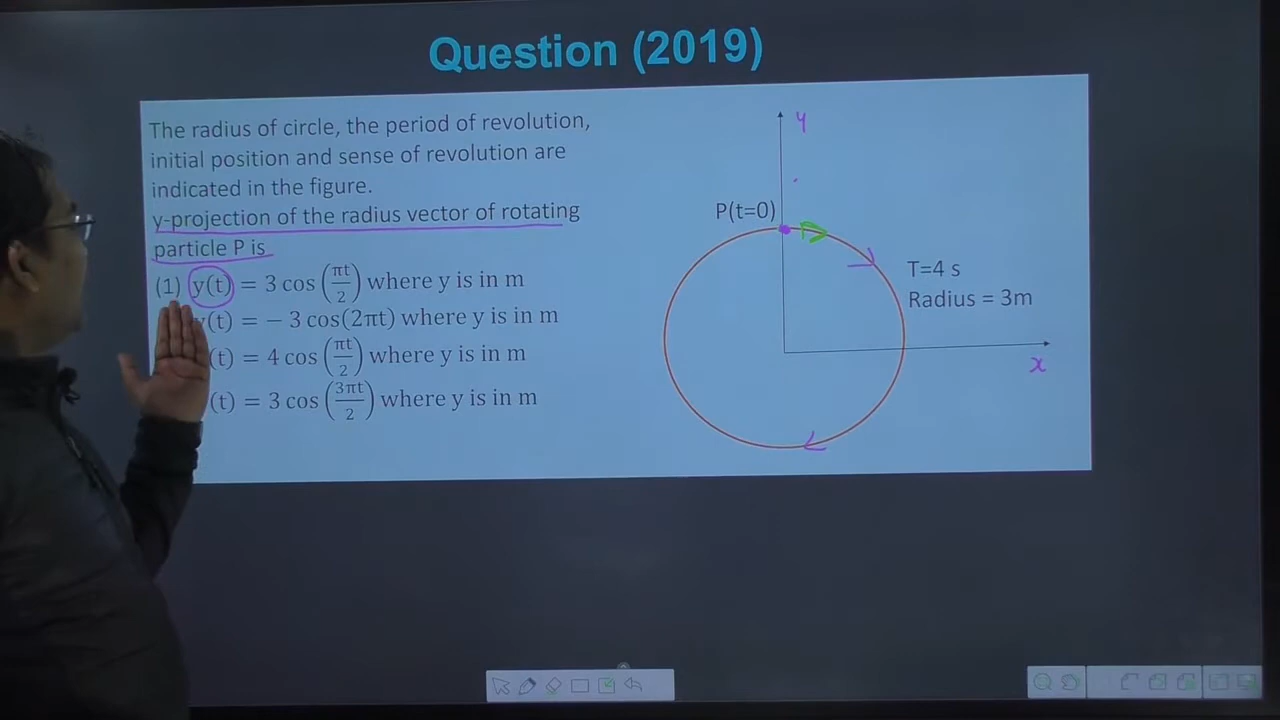 Question (2019)
The radius of circle, the period of revolution,
initial position and sense of revolution are
indicated in the figure.
y-projection of the radius vector of rotating
particle P is
(1) y(t) = 3 cos (πt/2) where y is in m
y(t) = − 3 cos(2πt) where y is in m
(t) = 4 cos (πt/2) where y is in m
(t) = 3 cos (3πt/2) where y is in m
y
P(t=0)
T=4 s
Radius = 3m
x